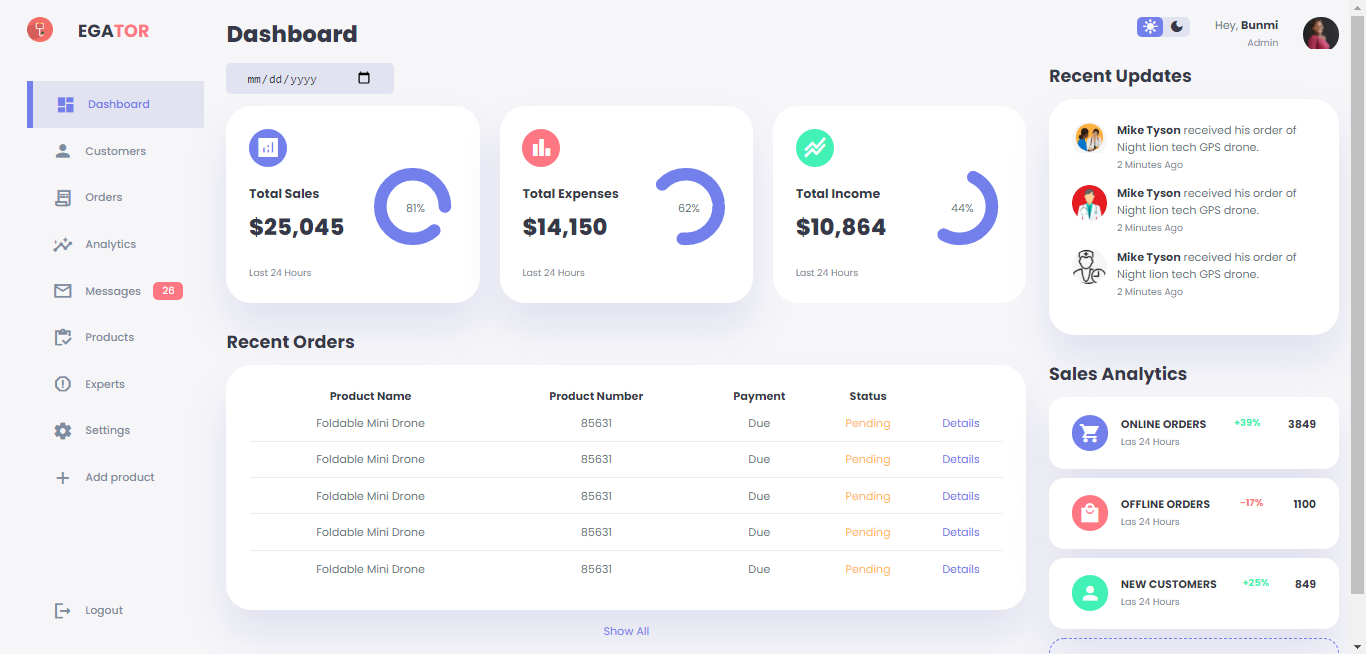 EGATOR
Dashboard
Customers
Orders
Analytics
Messages 26
Products
Experts
Settings
Add product
Logout
Dashboard
mm/dd/yyyy
Total Sales
$25,045
81%
Last 24 Hours
Total Expenses
$14,150
62%
Last 24 Hours
Total Income
$10,864
44%
Last 24 Hours
Recent Orders
Product Name Product Number Payment Status
Foldable Mini Drone 85631 Due Pending Details
Foldable Mini Drone 85631 Due Pending Details
Foldable Mini Drone 85631 Due Pending Details
Foldable Mini Drone 85631 Due Pending Details
Foldable Mini Drone 85631 Due Pending Details
Show All
Hey, Bunmi
Admin
Recent Updates
Mike Tyson received his order of
Night lion tech GPS drone.
2 Minutes Ago
Mike Tyson received his order of
Night lion tech GPS drone.
2 Minutes Ago
Mike Tyson received his order of
Night lion tech GPS drone.
2 Minutes Ago
Sales Analytics
ONLINE ORDERS +39% 3849
Las 24 Hours
OFFLINE ORDERS -17% 1100
Las 24 Hours
NEW CUSTOMERS +25% 849
Las 24 Hours